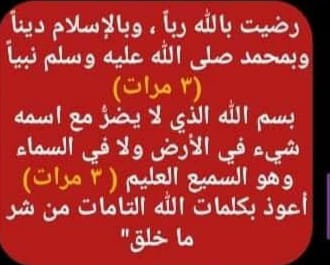 رضيت بالله رباً ، وبالإسلام ديناً
وبمحمد صلى الله عليه وسلم نبياً
(٣ مرات)
بسم الله الذي لا يضرُّ مع اسمه
شيء في الأرض ولا في السماء
وهو السميع العليم ( ٣ مرات)
أعوذ بكلمات الله التامات من شر
ما خلق"